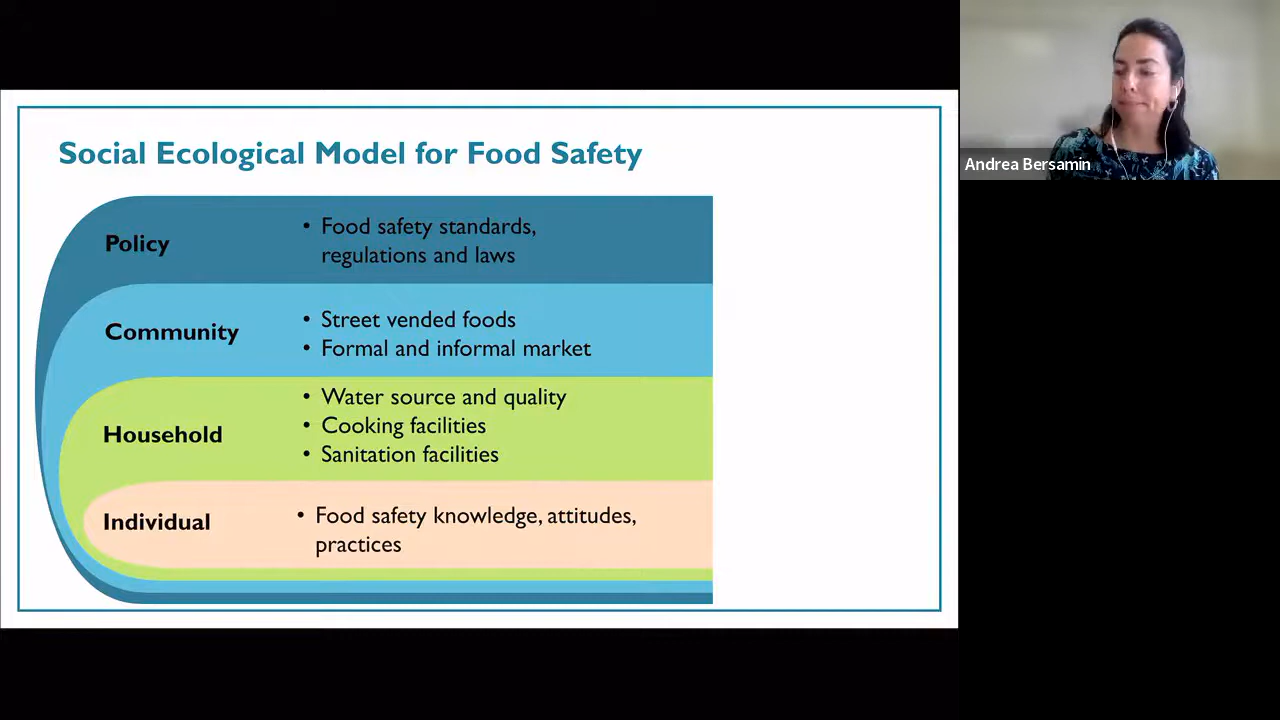 Social Ecological Model for Food Safety
Policy
• Food safety standards,
regulations and laws
Community
• Street vended foods
• Formal and informal market
Household
• Water source and quality
• Cooking facilities
• Sanitation facilities
Individual
• Food safety knowledge, attitudes,
practices
Andrea Bersamin